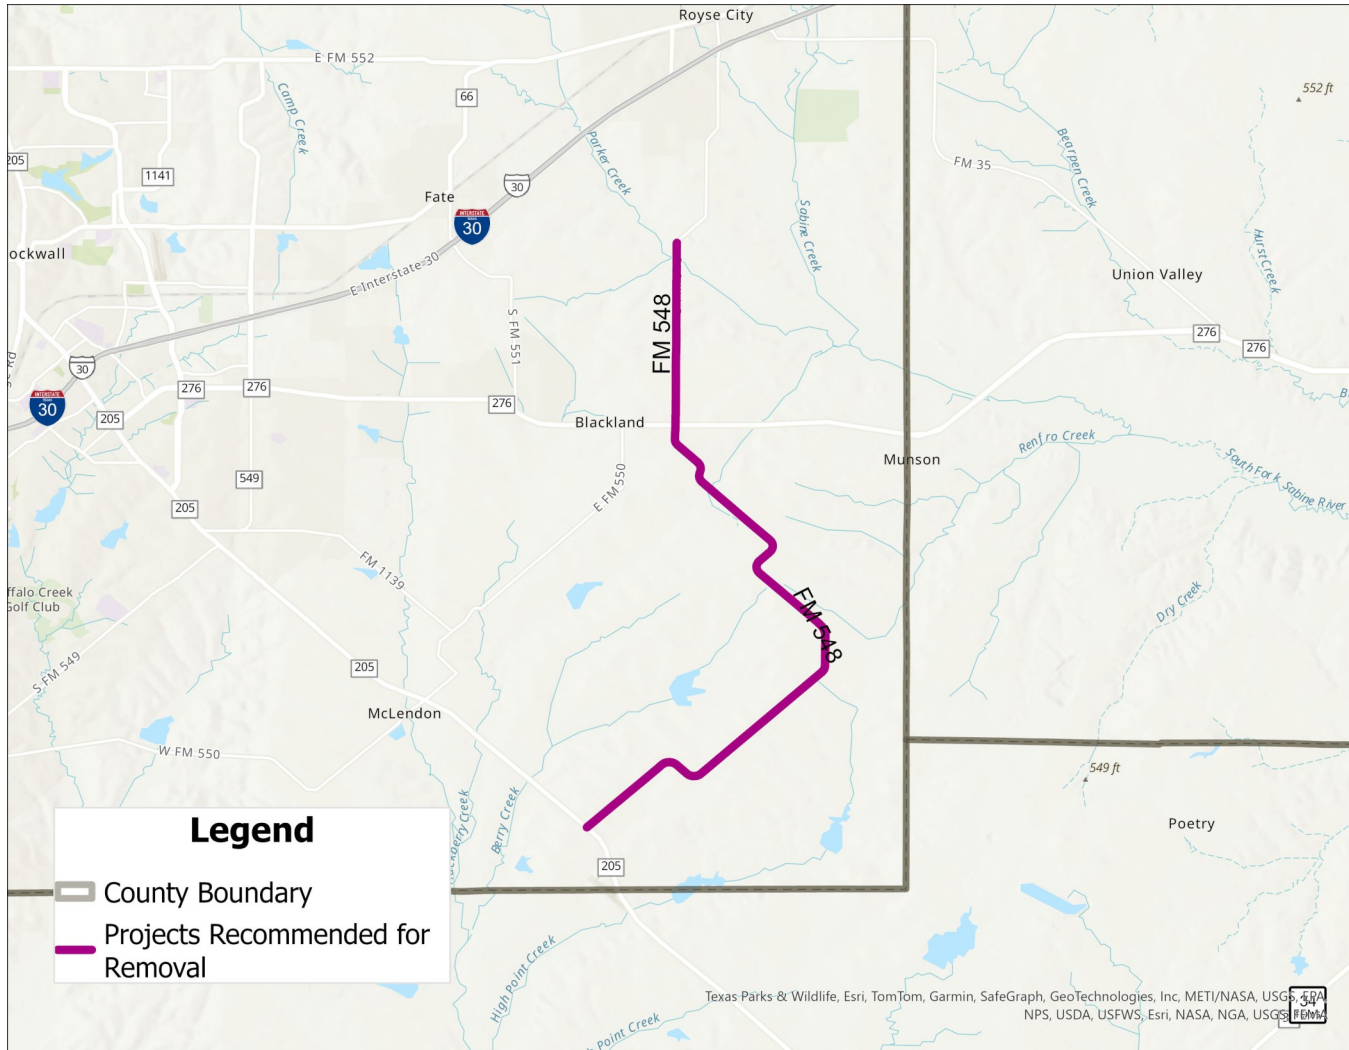 Royse City
E FM 552
552 ft
Camp Creek
66
Parker Creek
Bearpen Creek
205
1141
FM 35
30
Fate
Sabine Creek
INTERSTATE
TEXAS
30
Hurst Creek
ockwall
E Interstate 30
Union Valley
FM 548
S FM 551
276
276
30
INTERSTATE
TEXAS
30
276
276
276
205
Blackland
Renfro Creek
Munson
South Fork Sabine River
549
E FM 550
205
FM 1139
ffalo Creek
Golf Club
Dry Creek
FM 548
S FM 549
205
McLendon
W FM 550
549 ft
Berry Creek
Poetry
205
Legend
County Boundary
Projects Recommended for
Removal
High Point Creek
Point Creek
Texas Parks & Wildlife, Esri, TomTom, Garmin, SafeGraph, GeoTechnologies, Inc, METI/NASA, USGS, EPA,
NPS, USDA, USFWS, Esri, NASA, NGA, USGS, FEMA
34